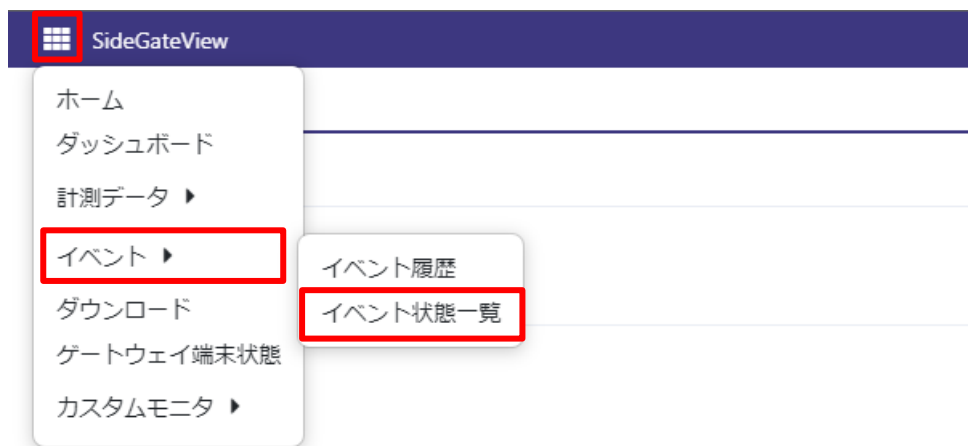 SideGateView
ホーム
ダッシュボード
計測データ
イベント
イベント履歴
イベント状態一覧
ダウンロード
ゲートウェイ端末状態
カスタムモニタ